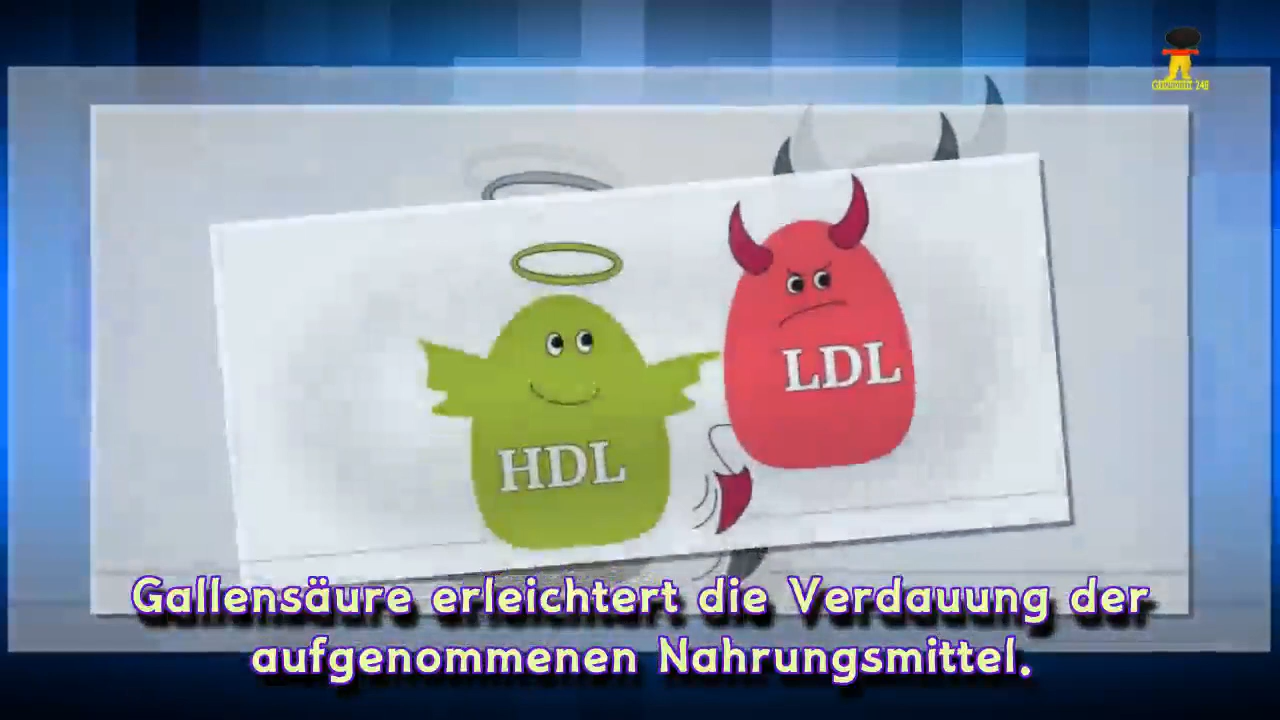 HDL
LDL
Gallensäure erleichtert die Verdauung der
aufgenommenen Nahrungsmittel.